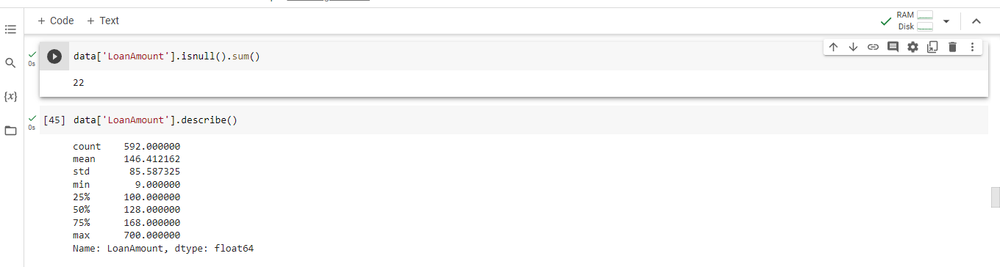 + Code + Text
RAM
Disk
0s
data['LoanAmount'].isnull().sum()
22
{x}
0s
[45] data['LoanAmount'].describe()
count    592.000000
mean     146.412162
std       85.587325
min        9.000000
25%      100.000000
50%      128.000000
75%      168.000000
max      700.000000
Name: LoanAmount, dtype: float64